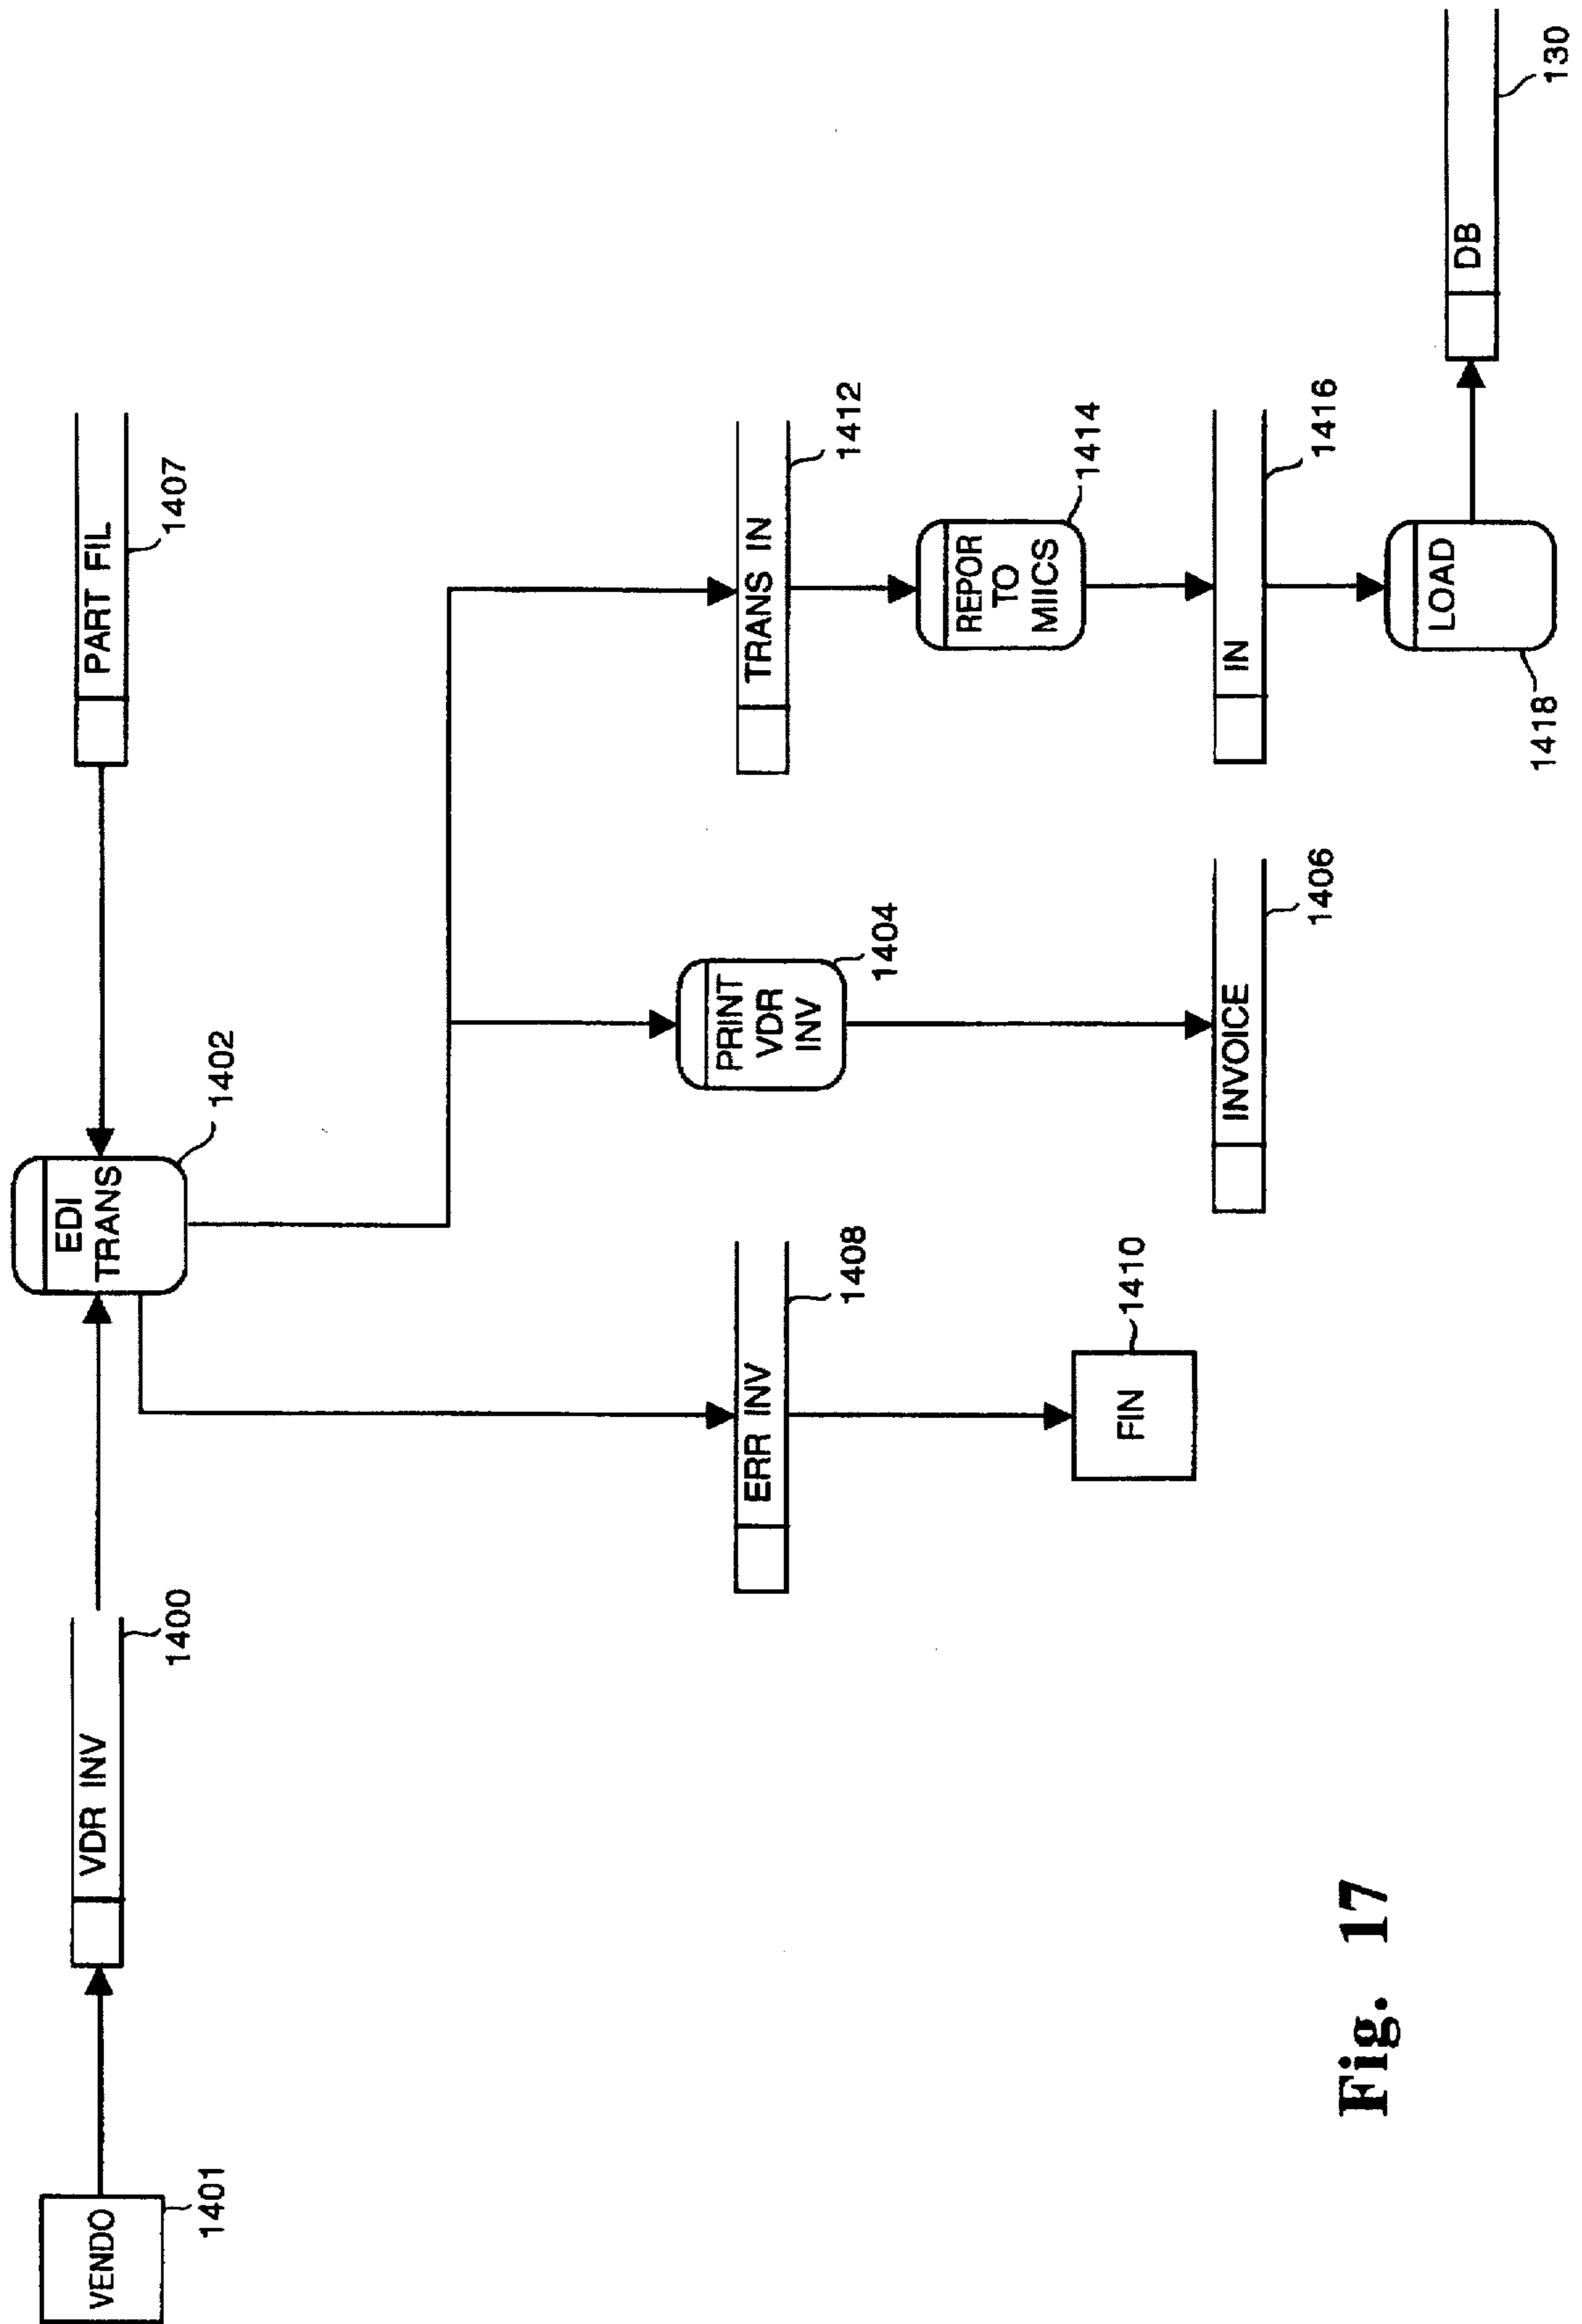 VENDO
1401
VDR INV
1400
EDI
TRANS
1402
PART FIL
1407
ERR INV
1408
FIN
1410
PRINT
VDR
INV
1404
INVOICE
1406
TRANS IN
1412
REPOR
TO
MIICS
1414
IN
1416
LOAD
1418
DB
130
Fig. 17